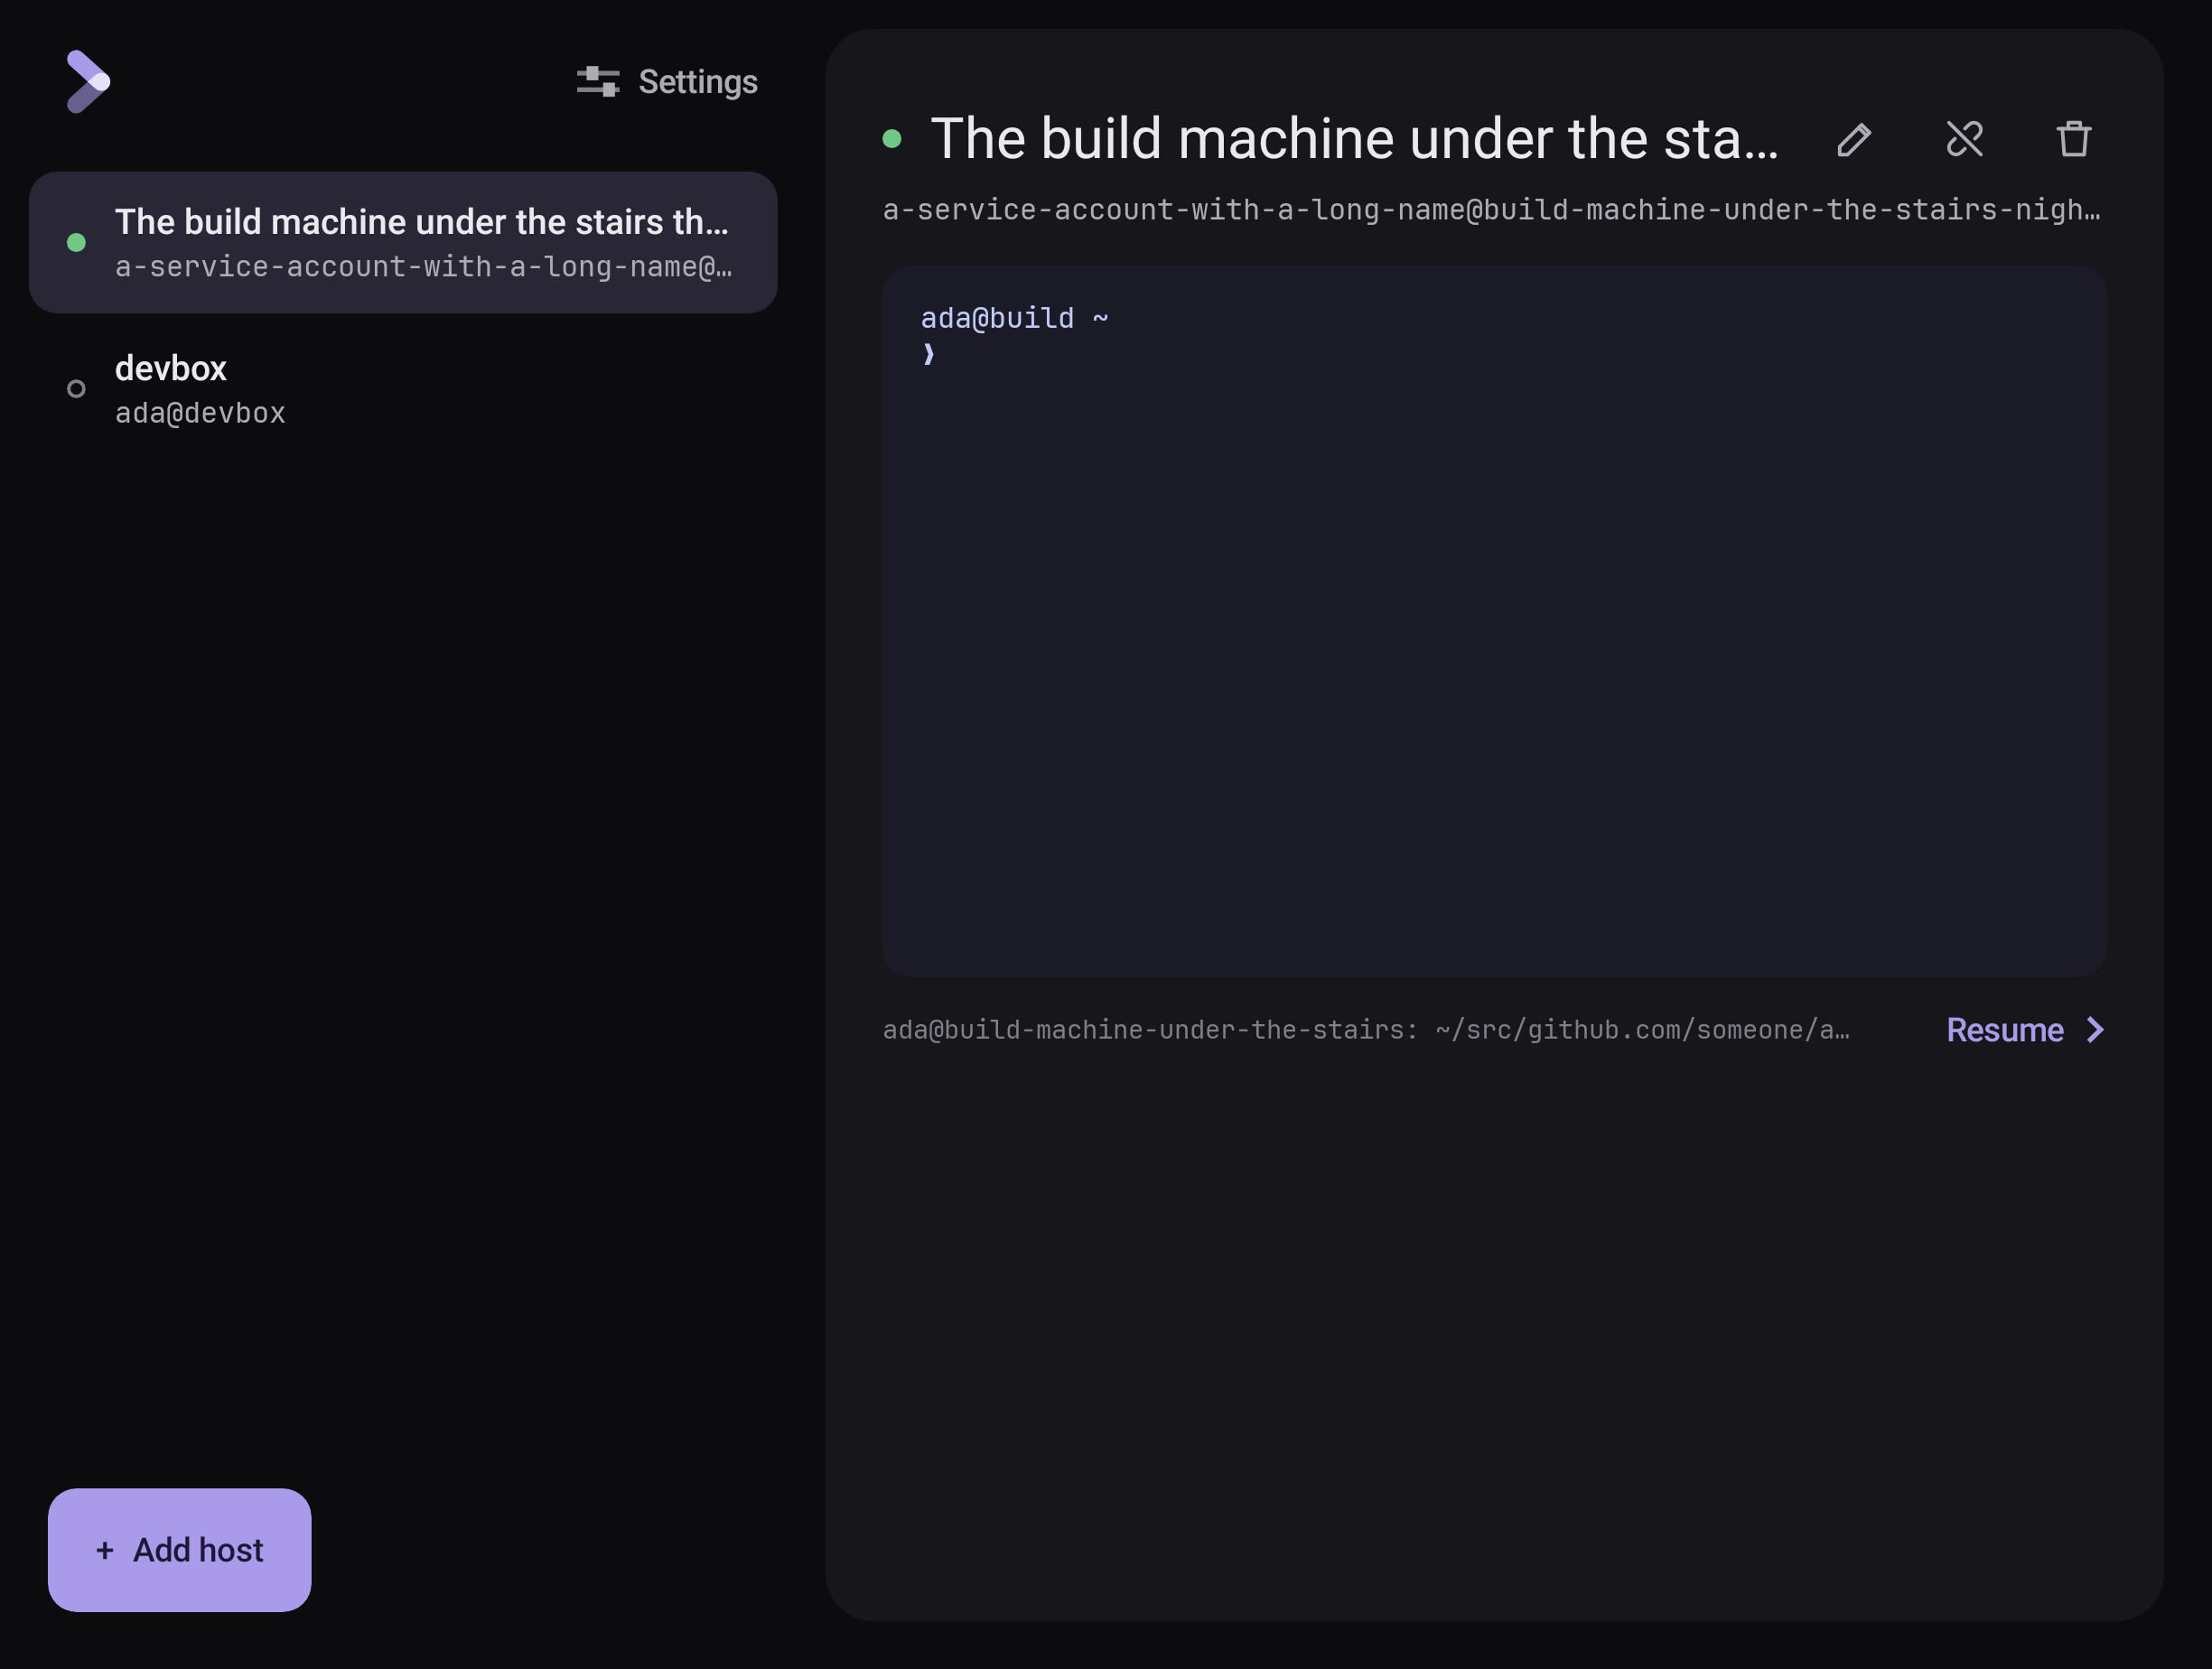 Settings
The build machine under the stairs th…
a-service-account-with-a-long-name@…
devbox
ada@devbox
+ Add host
The build machine under the sta…
a-service-account-with-a-long-name@build-machine-under-the-stairs-nigh…
ada@build ~
❯
ada@build-machine-under-the-stairs: ~/src/github.com/someone/a…
Resume